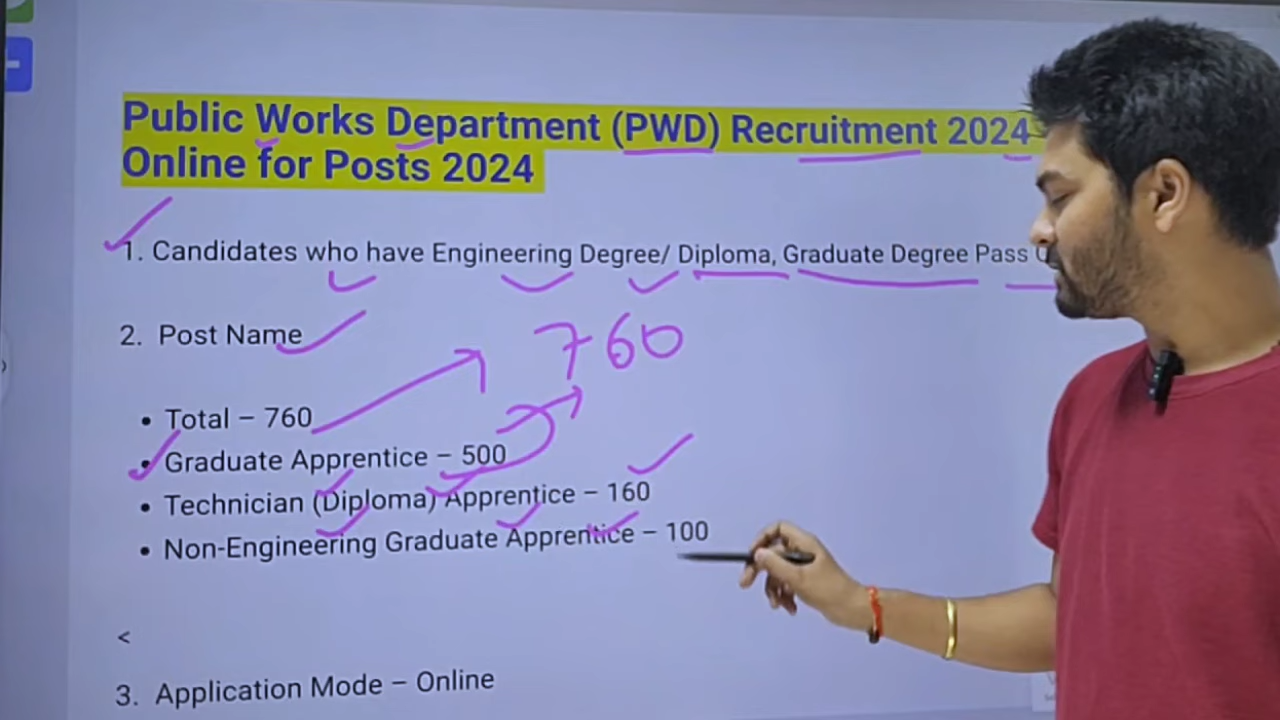 Public Works Department (PWD) Recruitment 2024
Online for Posts 2024
1. Candidates who have Engineering Degree/ Diploma, Graduate Degree Pass
2. Post Name
760
• Total – 760
• Graduate Apprentice – 500
• Technician (Diploma) Apprentice – 160
• Non-Engineering Graduate Apprentice – 100
<
3. Application Mode – Online